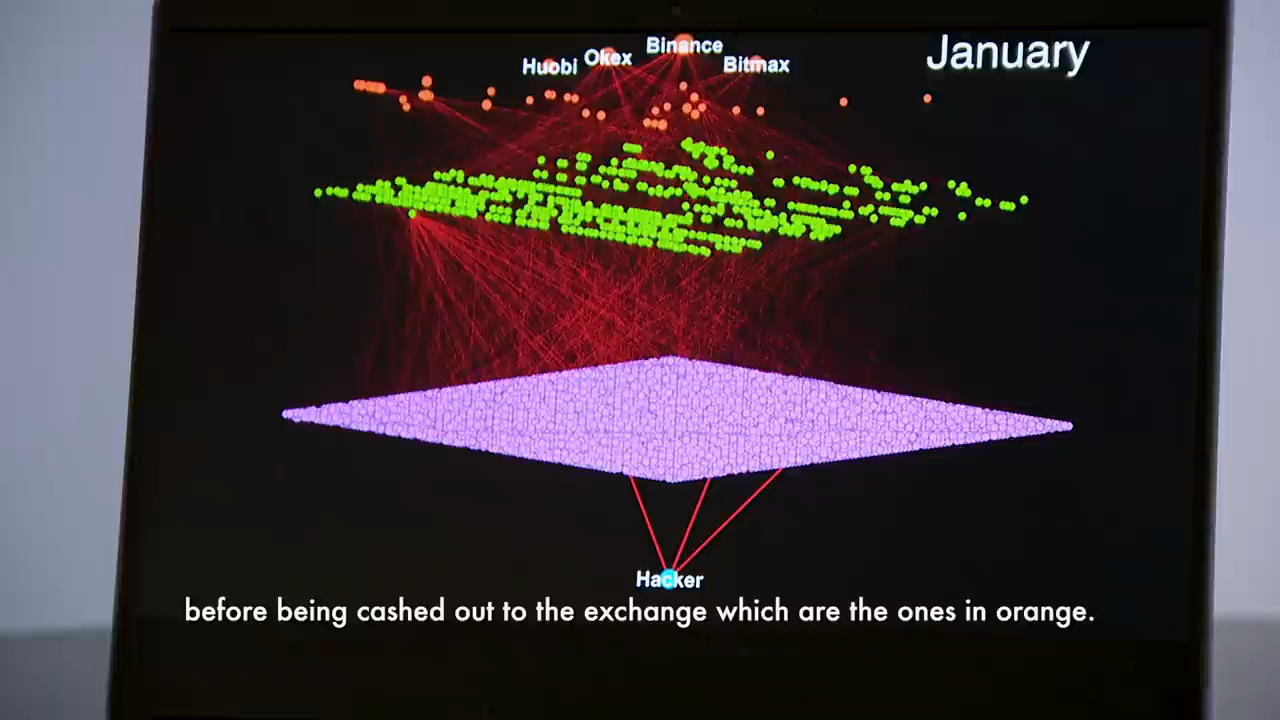 January
Binance
Okex
Huobi
Bitmax
Hacker
before being cashed out to the exchange which are the ones in orange.